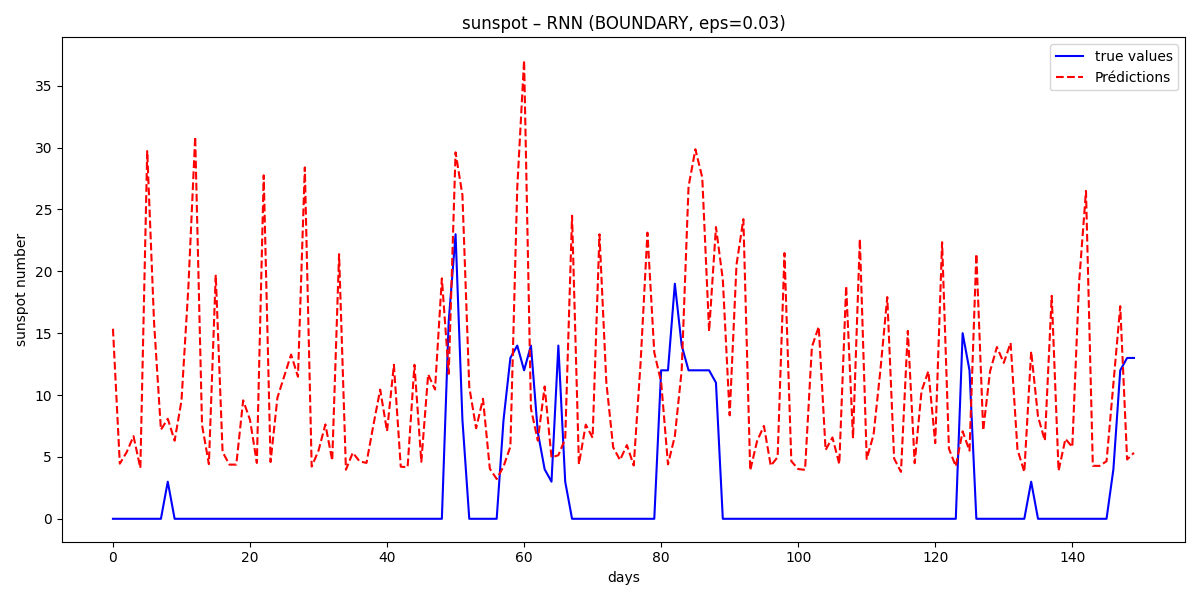 sunspot – RNN (BOUNDARY, eps=0.03)
true values
Prédictions
sunspot number
35
30
25
20
15
10
5
0
0 20 40 60 80 100 120 140
days